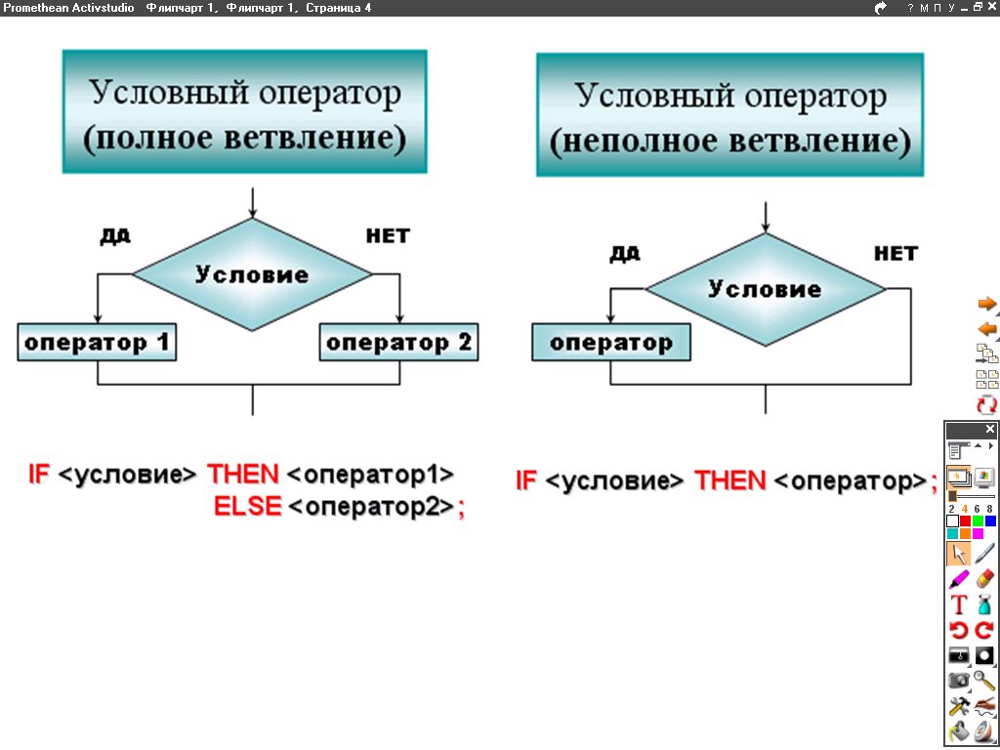 Promethean Activstudio Флипчарт 1, Флипчарт 1, Страница 4
? М П У
Условный оператор
(полное ветвление)
ДА
НЕТ
Условие
оператор 1
оператор 2
IF <условие> THEN <оператор1>
ELSE <оператор2>;
Условный оператор
(неполное ветвление)
ДА
НЕТ
Условие
оператор
IF <условие> THEN <оператор>;
2 4 6 8
T